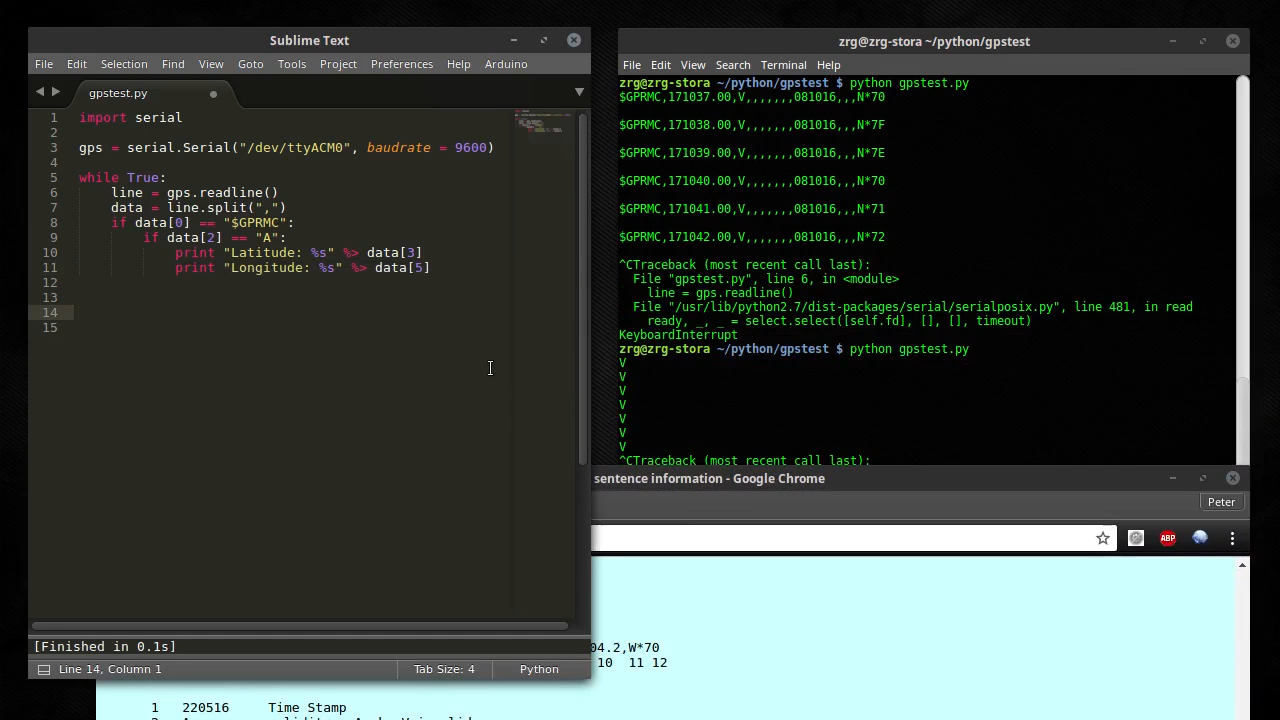 Sublime Text
File Edit Selection Find View Goto Tools Project Preferences Help Arduino
gpstest.py
1 import serial
2
3 gps = serial.Serial("/dev/ttyACM0", baudrate = 9600)
4
5 while True:
6 line = gps.readline()
7 data = line.split(",")
8 if data[0] == "$GPRMC":
9 if data[2] == "A":
10 print "Latitude: %s" %> data[3]
11 print "Longitude: %s" %> data[5]
12
13
14
15
[Finished in 0.1s]
Line 14, Column 1 Tab Size: 4 Python
zrg@zrg-stora ~/python/gpstest
File Edit View Search Terminal Help
zrg@zrg-stora ~/python/gpstest $ python gpstest.py
$GPRMC,171037.00,V,,,,,,,081016,,,N*70
$GPRMC,171038.00,V,,,,,,,081016,,,N*7F
$GPRMC,171039.00,V,,,,,,,081016,,,N*7E
$GPRMC,171040.00,V,,,,,,,081016,,,N*70
$GPRMC,171041.00,V,,,,,,,081016,,,N*71
$GPRMC,171042.00,V,,,,,,,081016,,,N*72
^CTraceback (most recent call last):
File "gpstest.py", line 6, in <module>
line = gps.readline()
File "/usr/lib/python2.7/dist-packages/serial/serialposix.py", line 481, in read
ready, _, _ = select.select([self.fd], [], [], timeout)
KeyboardInterrupt
zrg@zrg-stora ~/python/gpstest $ python gpstest.py
V
V
V
V
V
V
V
^CTraceback (most recent call last):
sentence information - Google Chrome
Peter
ABP
04.2,W*70
10 11 12
1 220516 Time Stamp